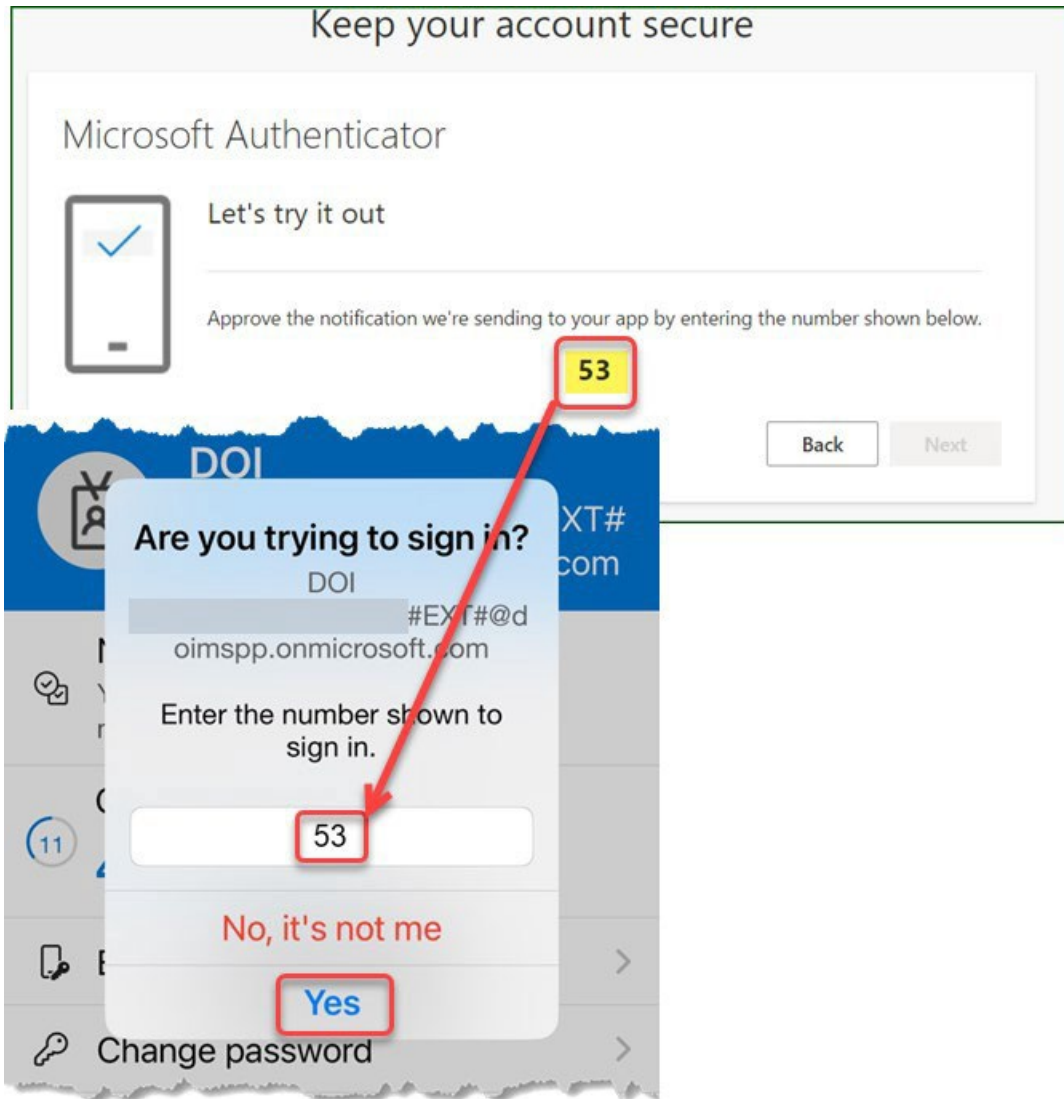 Keep your account secure
Microsoft Authenticator
Let's try it out
Approve the notification we're sending to your app by entering the number shown below.
53
Back Next
DOI
XT#
com
Are you trying to sign in?
DOI
#EXT#@d
oimspp.onmicrosoft.com
Enter the number shown to
sign in.
53
11
No, it's not me
Yes
Change password